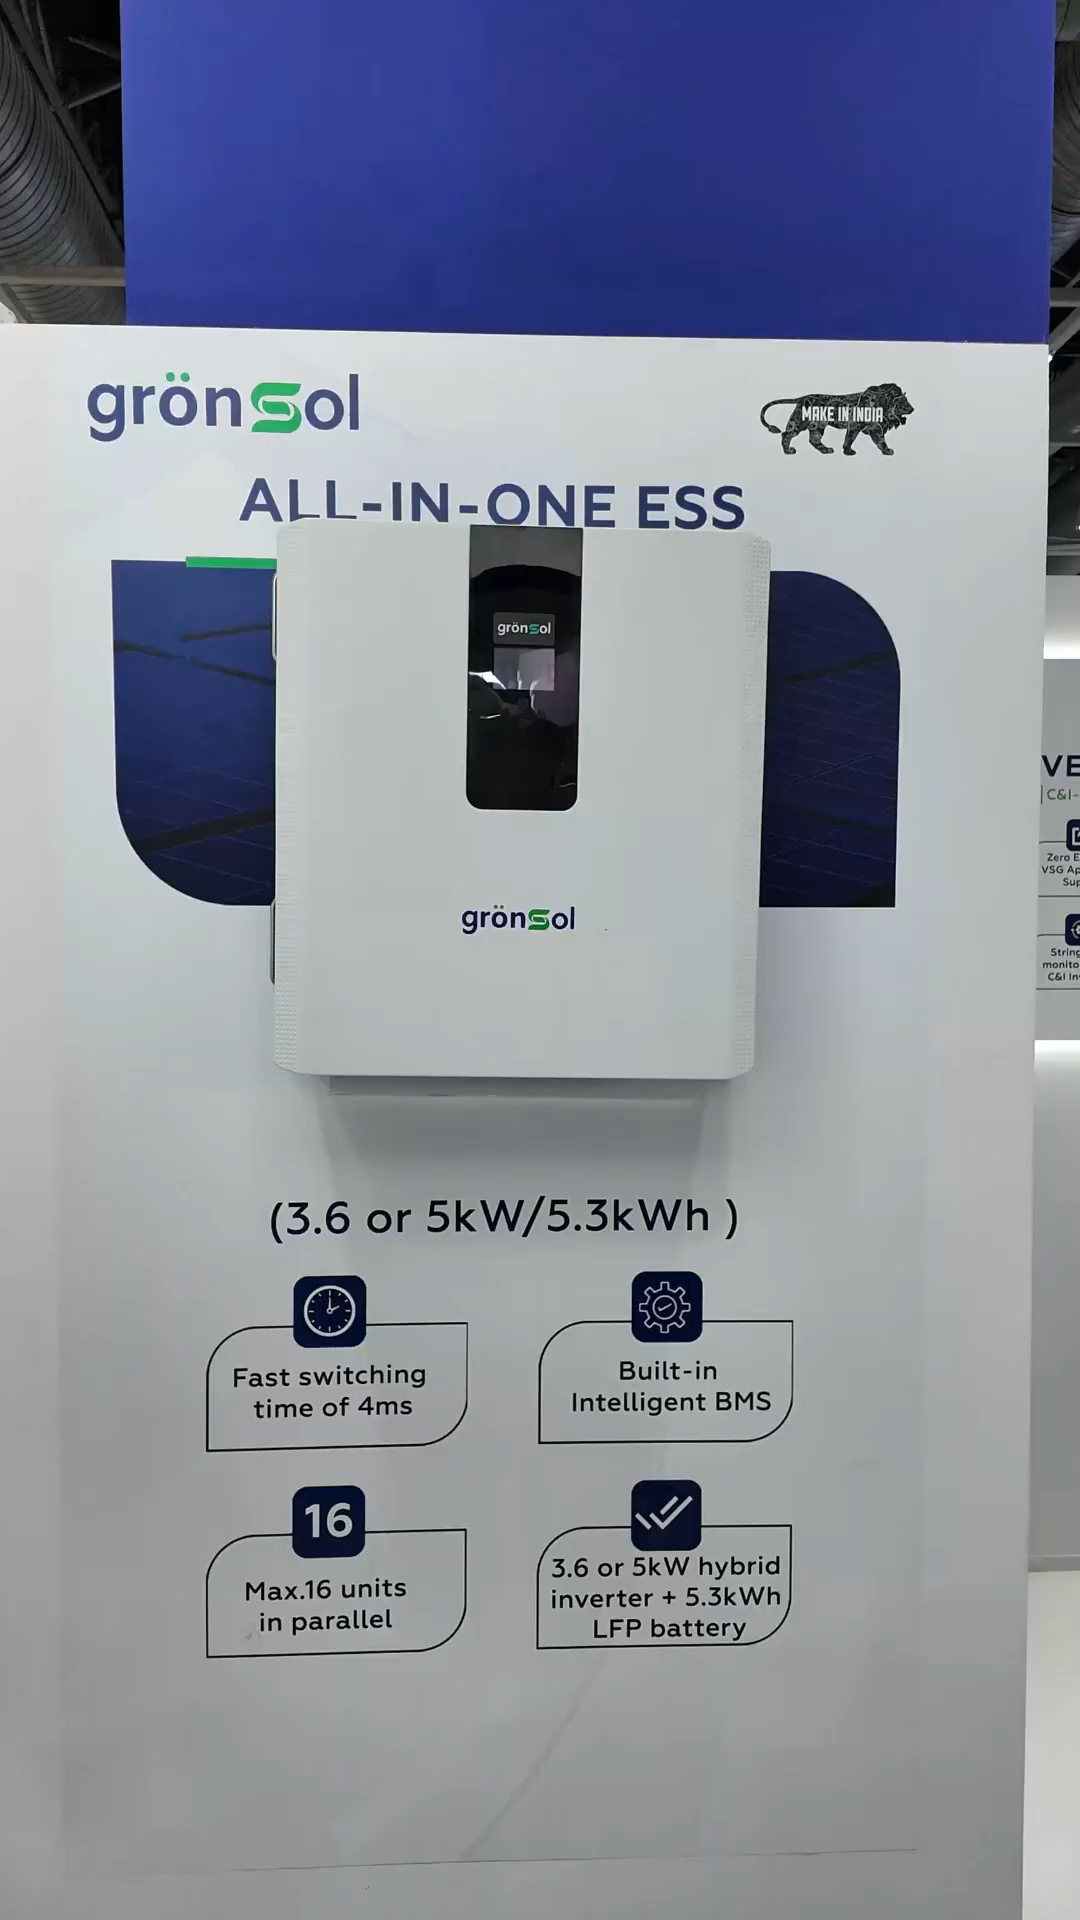 grönsol
MAKE IN INDIA
ALL-IN-ONE ESS
grönsol
grönsol
(3.6 or 5kW/5.3kWh )
Fast switching
time of 4ms
Built-in
Intelligent BMS
16
Max.16 units
in parallel
3.6 or 5kW hybrid
inverter + 5.3kWh
LFP battery
VE
C&I-
Zero E
VSG Ap
Sup
String
monito
C&I In